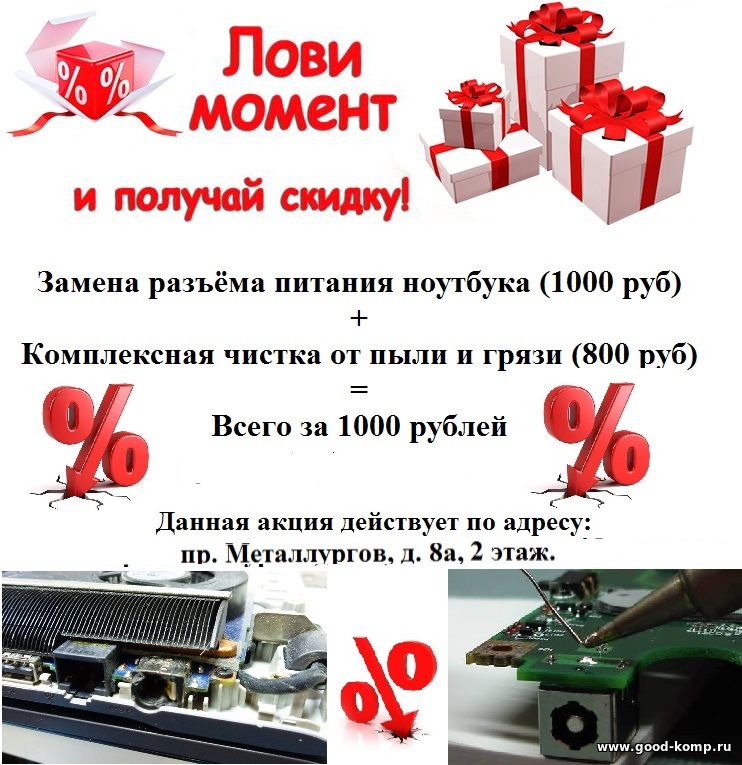 Лови
момент
и получай скидку!
% %
Замена разъёма питания ноутбука (1000 руб)
+
Комплексная чистка от пыли и грязи (800 руб)
=
% %
Всего за 1000 рублей
Данная акция действует по адресу:
пр. Металлургов, д. 8а, 2 этаж.
%
www.good-komp.ru